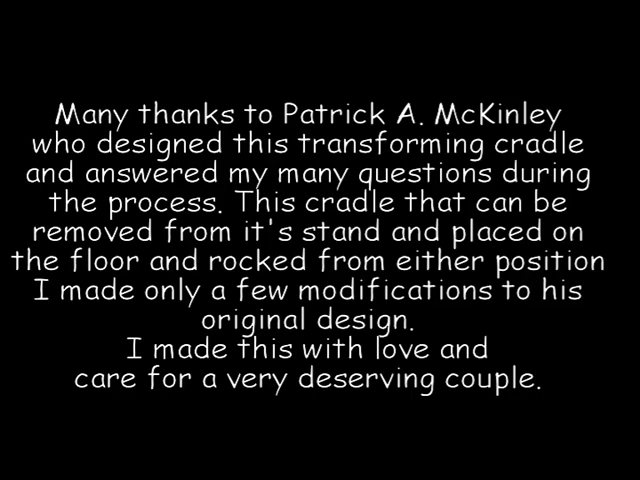 Many thanks to Patrick A. McKinley
who designed this transforming cradle
and answered my many questions during
the process. This cradle that can be
removed from it's stand and placed on
the floor and rocked from either position
I made only a few modifications to his
original design.
I made this with love and
care for a very deserving couple.